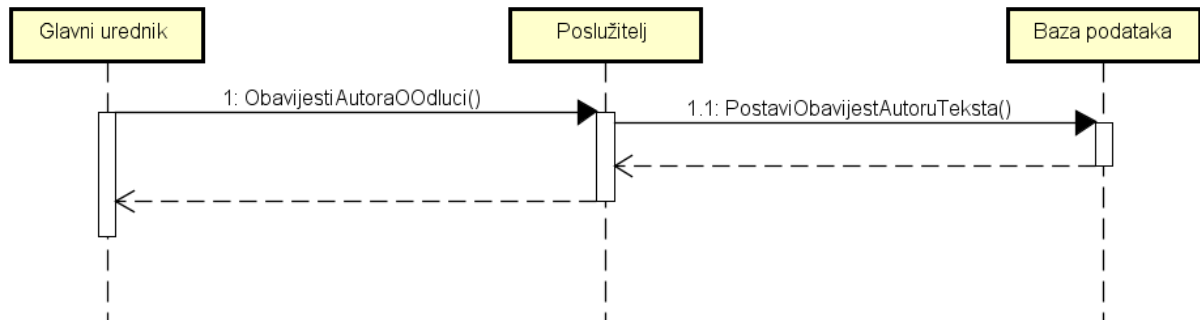 Glavni urednik
Poslužitelj
Baza podataka
1: ObavijestiAutoraOOdluci()
1.1: PostaviObavijestAutoruTeksta()